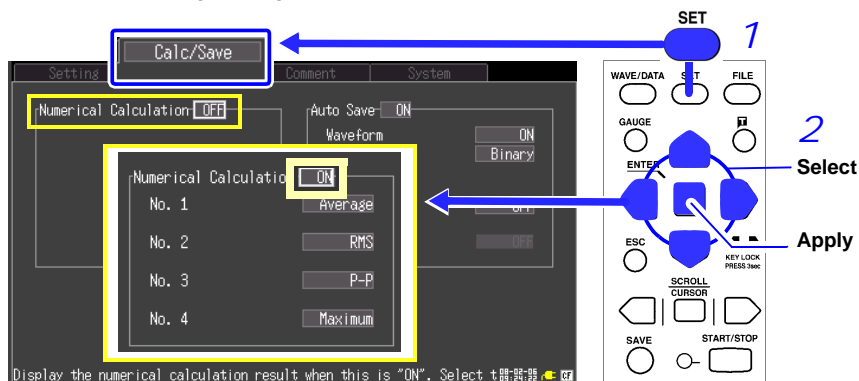 SET
1
Calc/Save
Setting
Comment
System
WAVE/DATA
SET
FILE
Numerical Calculation OFF
Auto Save ON
Waveform ON
Binary
OFF
OFF
Numerical Calculatio ON
No. 1 Average
No. 2 RMS
No. 3 P-P
No. 4 Maximum
Display the numerical calculation result when this is "ON". Select t
CF
GAUGE
T
2
Select
ENTER
Apply
ESC
KEY LOCK
PRESS 3sec
SCROLL
CURSOR
SAVE
START/STOP